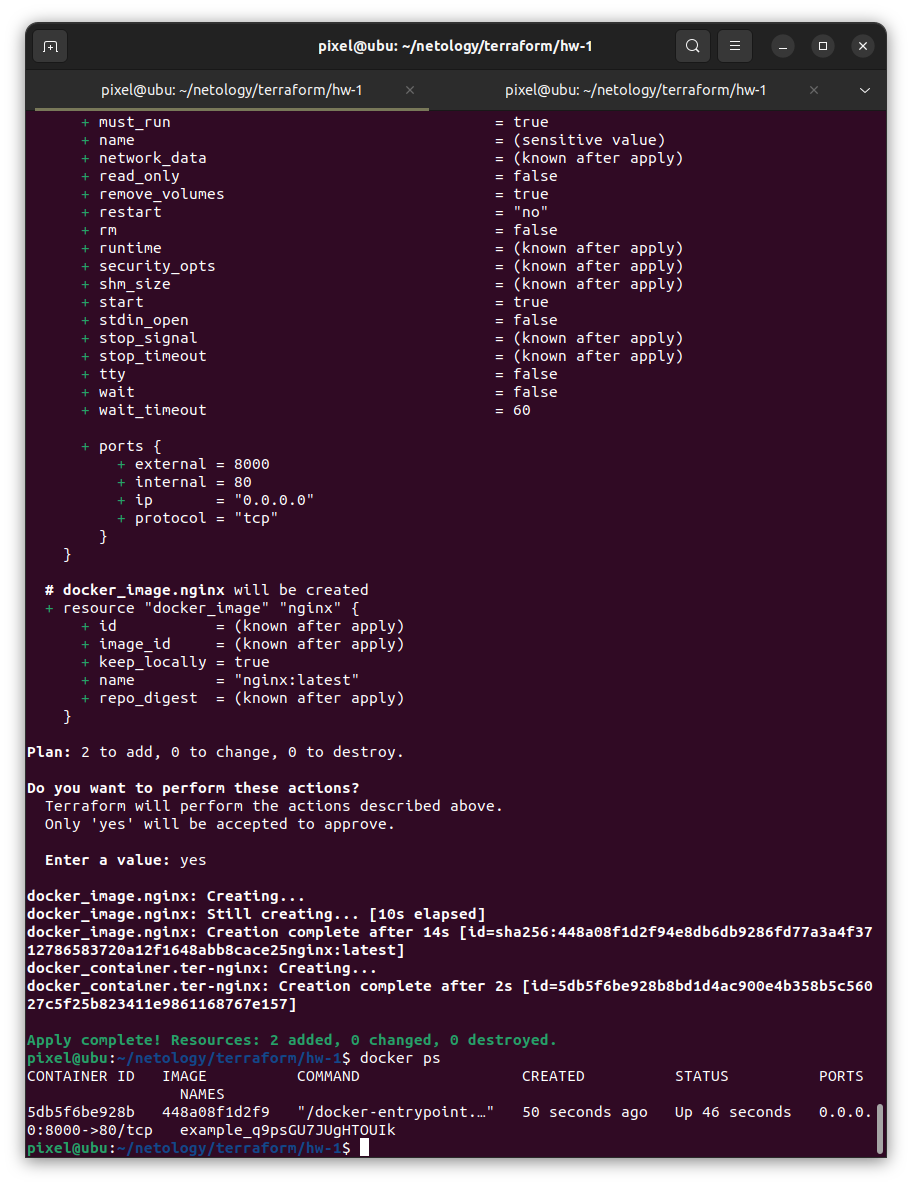 pixel@ubu: ~/netology/terraform/hw-1
pixel@ubu: ~/netology/terraform/hw-1 × pixel@ubu: ~/netology/terraform/hw-1 ×
+ must_run = true
+ name = (sensitive value)
+ network_data = (known after apply)
+ read_only = false
+ remove_volumes = true
+ restart = "no"
+ rm = false
+ runtime = (known after apply)
+ security_opts = (known after apply)
+ shm_size = (known after apply)
+ start = true
+ stdin_open = false
+ stop_signal = (known after apply)
+ stop_timeout = (known after apply)
+ tty = false
+ wait = false
+ wait_timeout = 60
+ ports {
+ external = 8000
+ internal = 80
+ ip = "0.0.0.0"
+ protocol = "tcp"
}
}
# docker_image.nginx will be created
+ resource "docker_image" "nginx" {
+ id = (known after apply)
+ image_id = (known after apply)
+ keep_locally = true
+ name = "nginx:latest"
+ repo_digest = (known after apply)
}
Plan: 2 to add, 0 to change, 0 to destroy.
Do you want to perform these actions?
Terraform will perform the actions described above.
Only 'yes' will be accepted to approve.
Enter a value: yes
docker_image.nginx: Creating...
docker_image.nginx: Still creating... [10s elapsed]
docker_image.nginx: Creation complete after 14s [id=sha256:448a08f1d2f94e8db6db9286fd77a3a4f37
12786583720a12f1648abb8cace25nginx:latest]
docker_container.ter-nginx: Creating...
docker_container.ter-nginx: Creation complete after 2s [id=5db5f6be928b8bd1d4ac900e4b358b5c560
27c5f25b823411e9861168767e157]
Apply complete! Resources: 2 added, 0 changed, 0 destroyed.
pixel@ubu:~/netology/terraform/hw-1$ docker ps
CONTAINER ID IMAGE COMMAND CREATED STATUS PORTS
NAMES
5db5f6be928b 448a08f1d2f9 "/docker-entrypoint.…" 50 seconds ago Up 46 seconds 0.0.0.
0:8000->80/tcp example_q9psGU7JUgHTOUIk
pixel@ubu:~/netology/terraform/hw-1$